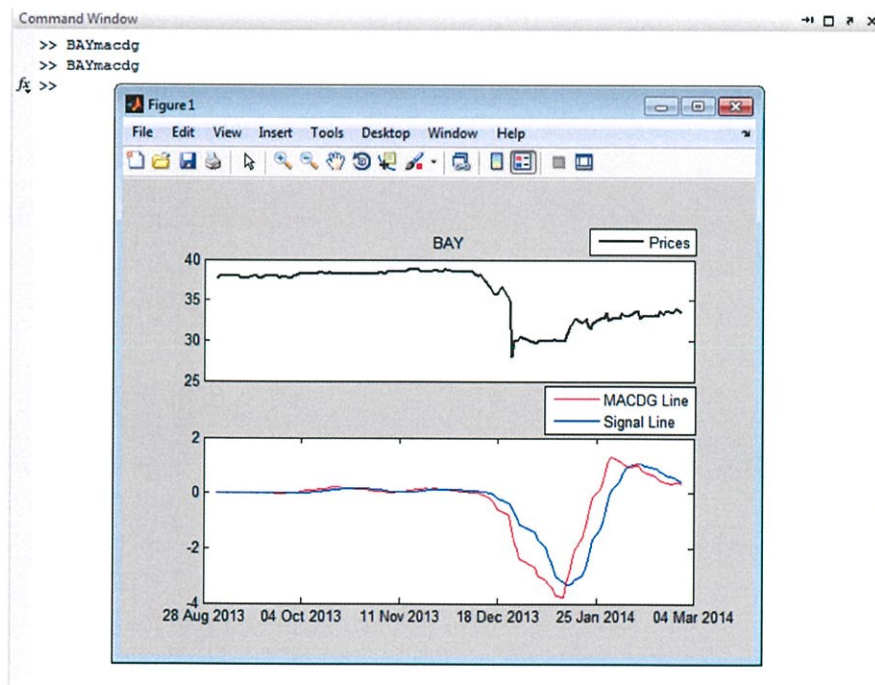 Command Window
>> BAYmacdg
>> BAYmacdg
fx >>
Figure 1
File Edit View Insert Tools Desktop Window Help
BAY
Prices
40
35
30
25
MACDG Line
Signal Line
2
0
-2
-4
28 Aug 2013 04 Oct 2013 11 Nov 2013 18 Dec 2013 25 Jan 2014 04 Mar 2014